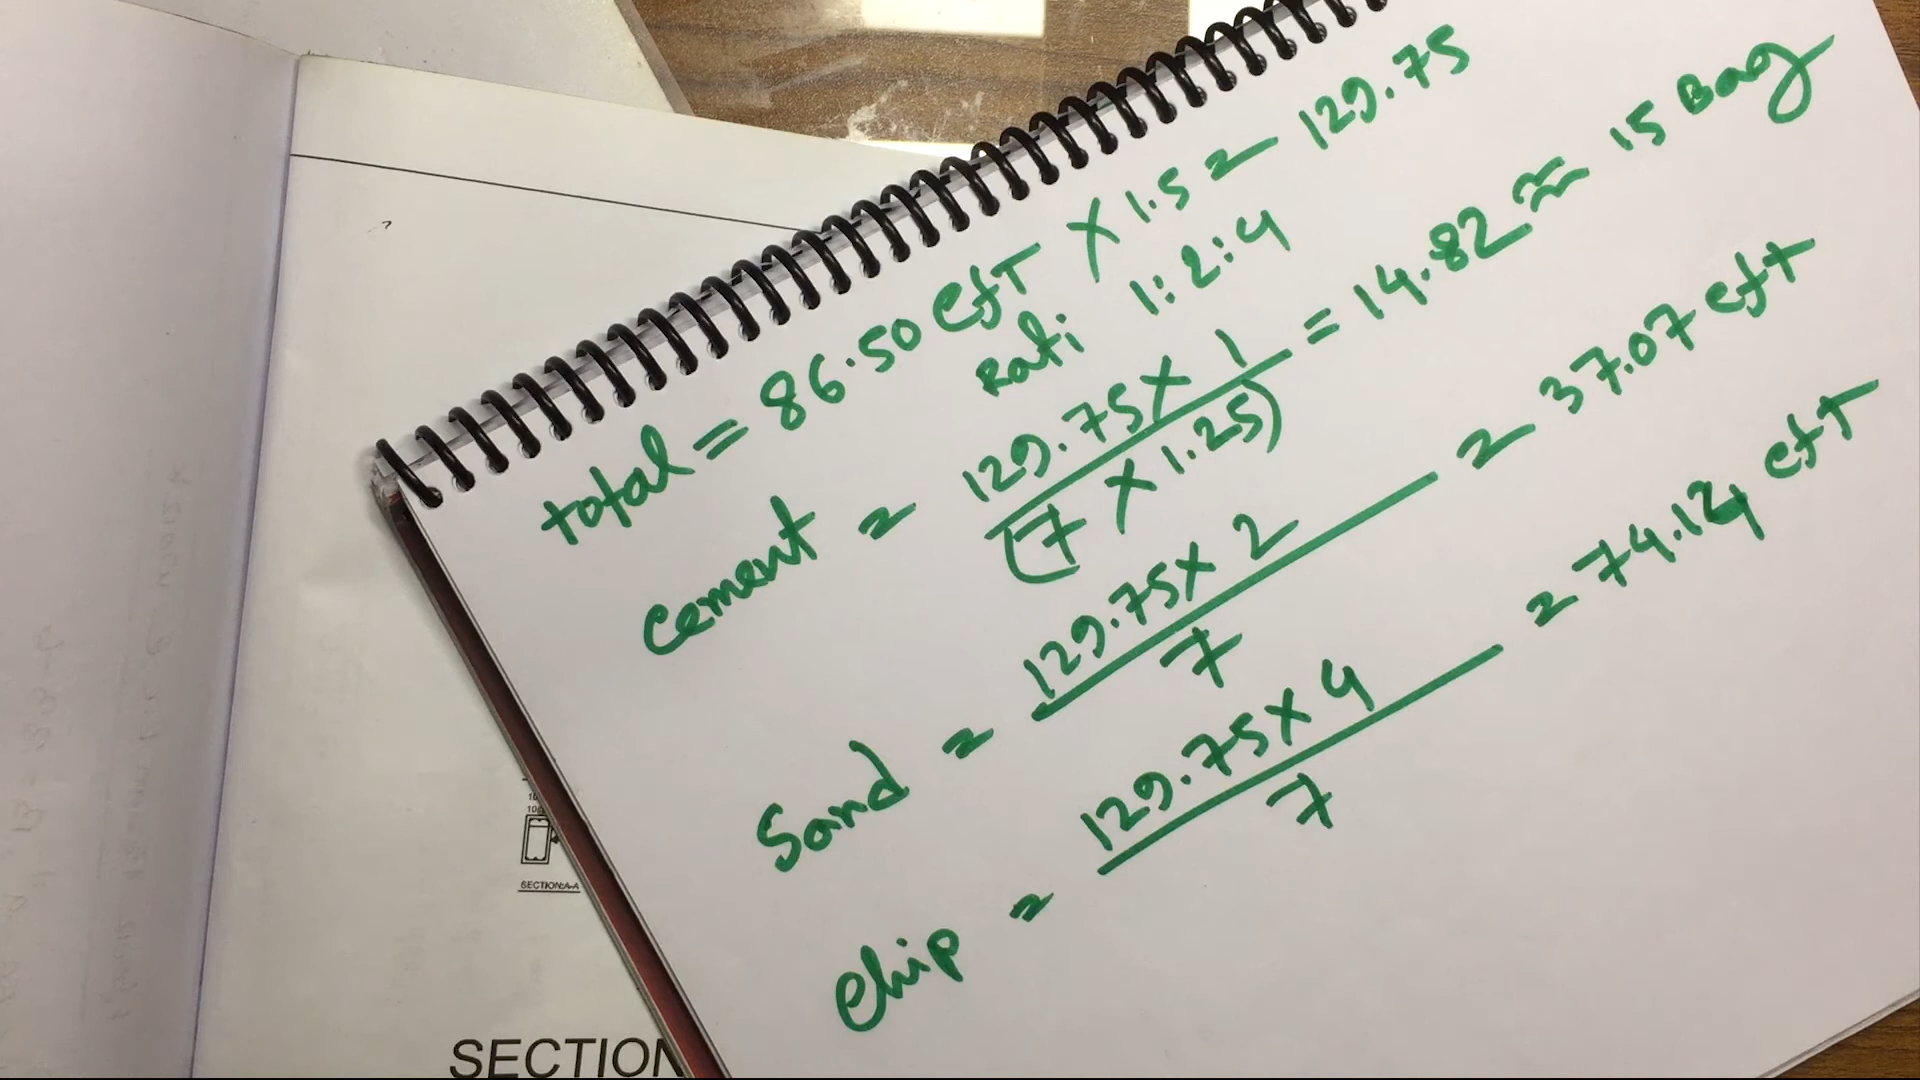 total = 86.50 cft × 1.5 = 129.75
Rati 1:2:4
cement = 129.75 × 1 / (7 × 1.25) = 14.82 ≈ 15 Bag
Sand = 129.75 × 2 / 7 = 37.07 cft
chip = 129.75 × 4 / 7 = 74.14 cft
SECTION:A-A
SECTION